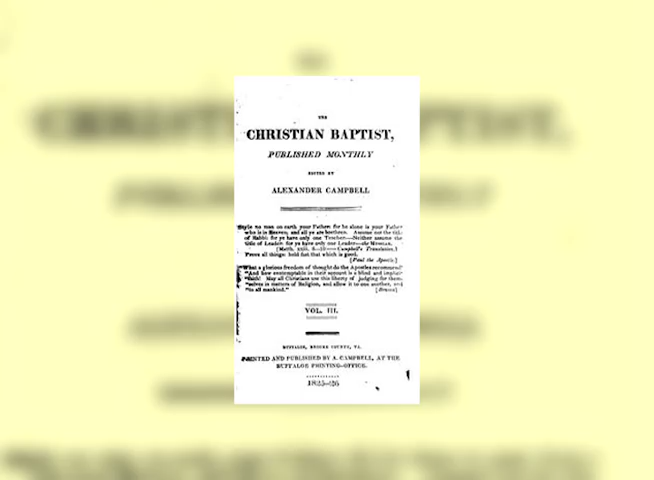 THE
CHRISTIAN BAPTIST,
PUBLISHED MONTHLY
EDITED BY
ALEXANDER CAMPBELL
Style no man on earth your Father: for he alone is your Father
who is in Heaven, and all ye are brethren. Assume not the title
of Rabbi: for ye have only one Teacher—Neither assume the
title of Leader: for ye have only one Leader—the MESSIAH.
[Matth. xxiii. 8—10— Campbell's Translation.]
Prove all things: hold fast that which is good.
[Paul the Apostle.]
What a glorious freedom of thought do the Apostles recommend!
"And how contemptible in their account is a blind and implicit
"faith! May all Christians use this liberty of judging for them-
"selves in matters of Religion, and allow it to one another, and
"to all mankind."
VOL. III.
BUFFALOE, BROOKE COUNTY, VA.
PRINTED AND PUBLISHED BY A. CAMPBELL, AT THE
BUFFALOE PRINTING-OFFICE.
1825–26